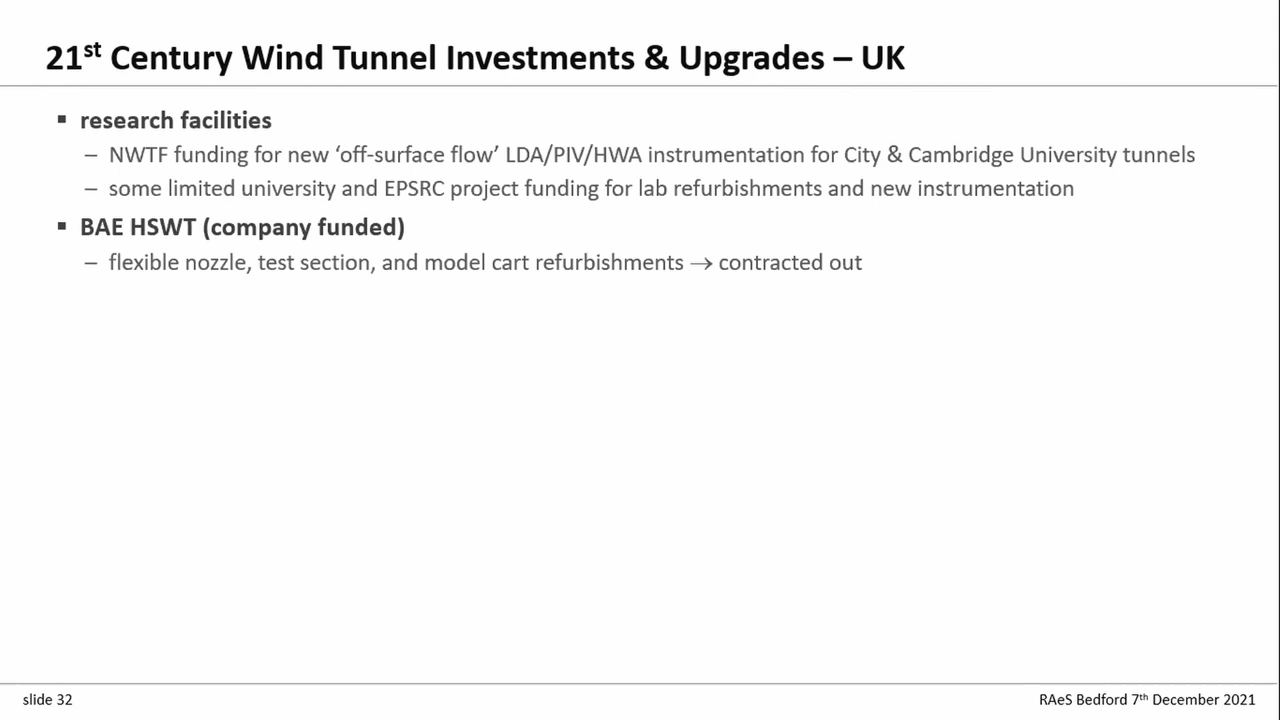 21st Century Wind Tunnel Investments & Upgrades – UK
▪ research facilities
– NWTF funding for new ‘off-surface flow’ LDA/PIV/HWA instrumentation for City & Cambridge University tunnels
– some limited university and EPSRC project funding for lab refurbishments and new instrumentation
▪ BAE HSWT (company funded)
– flexible nozzle, test section, and model cart refurbishments → contracted out
slide 32
RAeS Bedford 7th December 2021